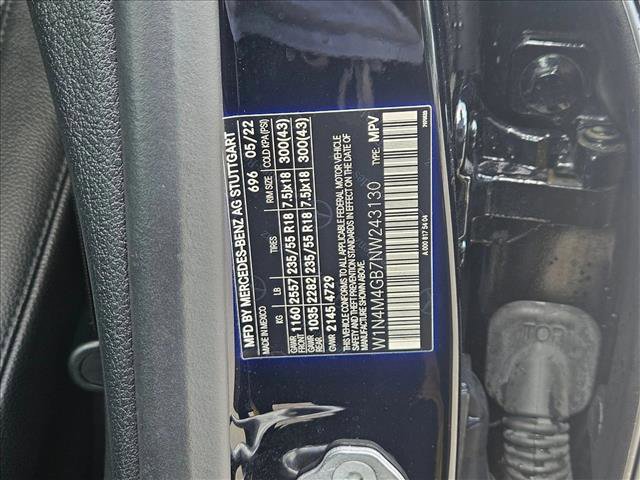 MFD BY MERCEDES-BENZ AG STUTTGART
MADE IN MEXICO 696 05/22
KG LB TIRES RIM SIZE COLD KPA(PSI)
GAWR FRONT 1160 2557 235/55 R18 7.5Jx18 300(43)
GAWR REAR 1035 2282 235/55 R18 7.5Jx18 300(43)
GVWR 2145 4729
THIS VEHICLE CONFORMS TO ALL APPLICABLE FEDERAL MOTOR VEHICLE
SAFETY, BUMPER, AND THEFT PREVENTION STANDARDS IN EFFECT ON THE DATE OF
MANUFACTURE SHOWN ABOVE. TYPE: MPV
W1N4M4GB7NW243130
A 000 817 54 04
TOP